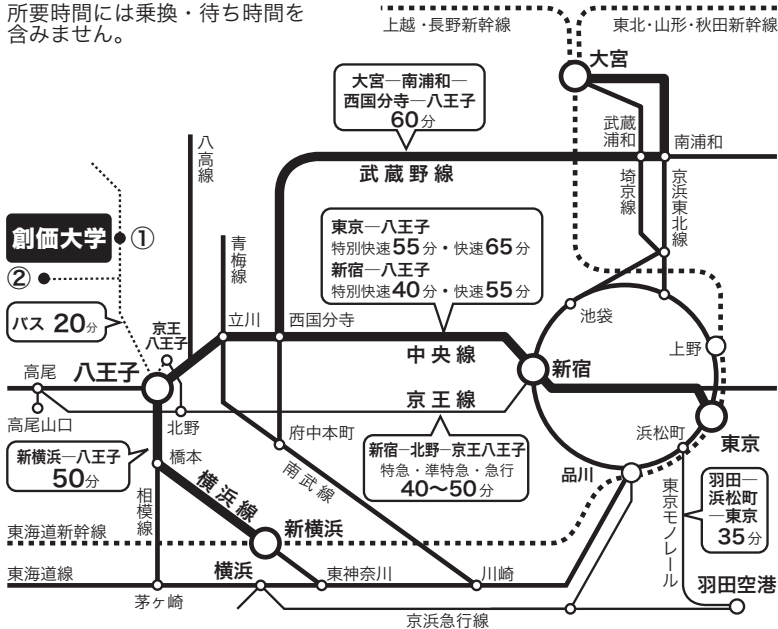 所要時間には乗換・待ち時間を
含みません。
上越・長野新幹線
東北・山形・秋田新幹線
大宮
大宮―南浦和―
西国分寺―八王子
60分
武蔵
浦和
南浦和
八高線
武蔵野線
埼京線
京浜東北線
創価大学
①
②
青梅線
東京―八王子
特別快速55分・快速65分
新宿―八王子
特別快速40分・快速55分
バス 20分
京王
八王子
立川
西国分寺
池袋
上野
中央線
新宿
高尾
八王子
京王線
高尾山口
北野
府中本町
浜松町
東京
新宿―北野―京王八王子
特急・準特急・急行
40〜50分
新横浜―八王子
50分
橋本
南武線
品川
羽田―
浜松町
―東京
35分
相模線
横浜線
東京モノレール
東海道新幹線
新横浜
東海道線
横浜
東神奈川
川崎
羽田空港
茅ヶ崎
京浜急行線